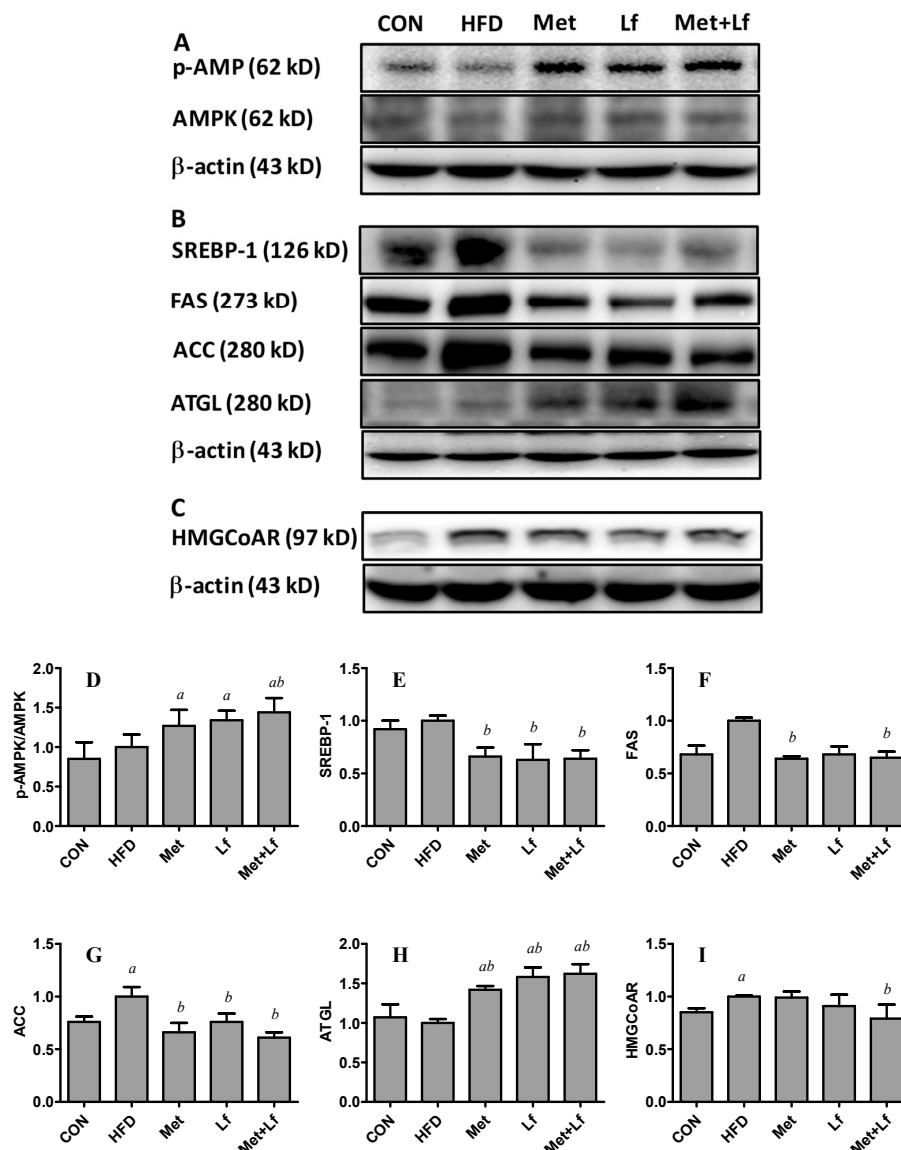 CON HFD Met Lf Met+Lf
A
p-AMP (62 kD)
AMPK (62 kD)
β-actin (43 kD)
B
SREBP-1 (126 kD)
FAS (273 kD)
ACC (280 kD)
ATGL (280 kD)
β-actin (43 kD)
C
HMGCoAR (97 kD)
β-actin (43 kD)
D
p-AMPK/AMPK
2.0
1.5
1.0
0.5
0.0
a a ab
CON HFD Met Lf Met+Lf
E
SREBP-1
1.5
1.0
0.5
0.0
b b b
CON HFD Met Lf Met+Lf
F
FAS
1.5
1.0
0.5
0.0
b b
CON HFD Met Lf Met+Lf
G
ACC
1.5
1.0
0.5
0.0
a b b b
CON HFD Met Lf Met+Lf
H
ATGL
2.0
1.5
1.0
0.5
0.0
ab ab ab
CON HFD Met Lf Met+Lf
I
HMGCoAR
1.5
1.0
0.5
0.0
a b
CON HFD Met Lf Met+Lf